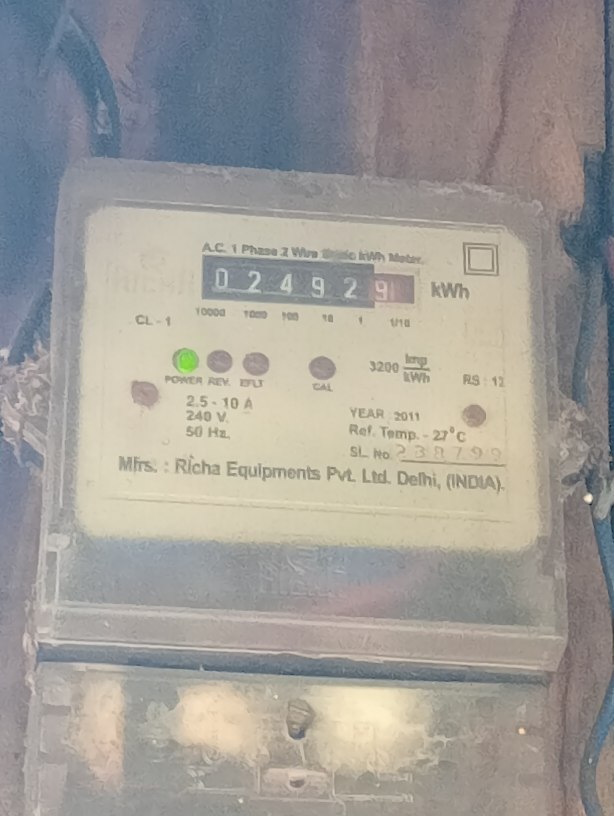 A.C. 1 Phase 2 Wire Static kWh Meter.
0 2 4 9 2 9 kWh
10000 1000 100 10 1 1/10
CL - 1
3200 Imp/kWh
RS : 12
POWER REV. EFLT CAL
2.5 - 10 A
240 V.
50 Hz.
YEAR : 2011
Ref. Temp. - 27°C
SL. No. 238799
Mfrs. : Richa Equipments Pvt. Ltd. Delhi, (INDIA).